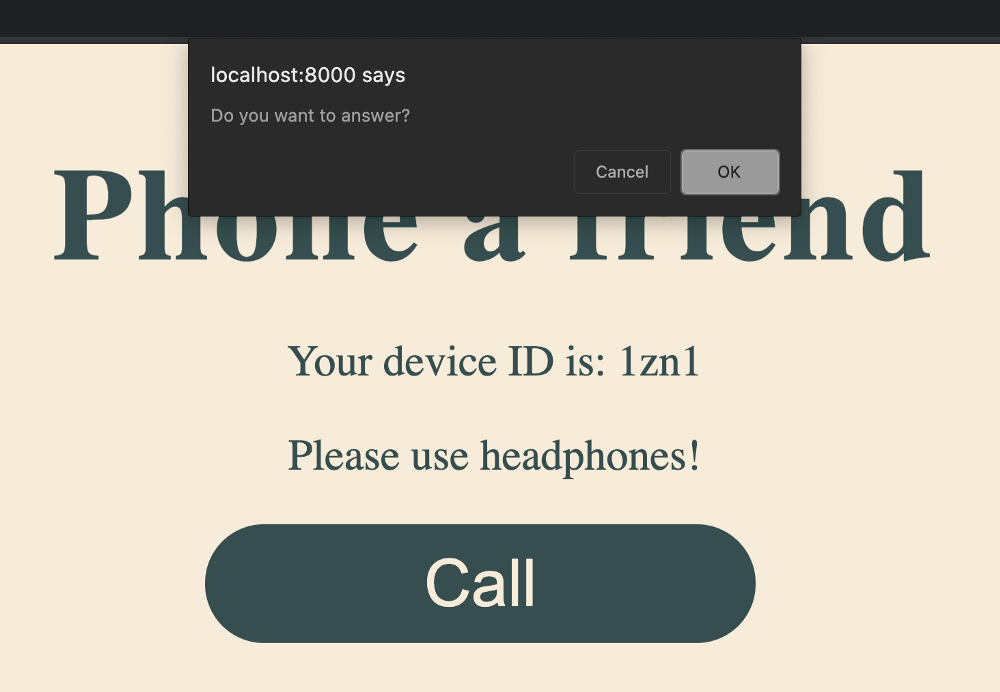 localhost:8000 says
Do you want to answer?
Cancel OK
Phone a friend
Your device ID is: 1zn1
Please use headphones!
Call